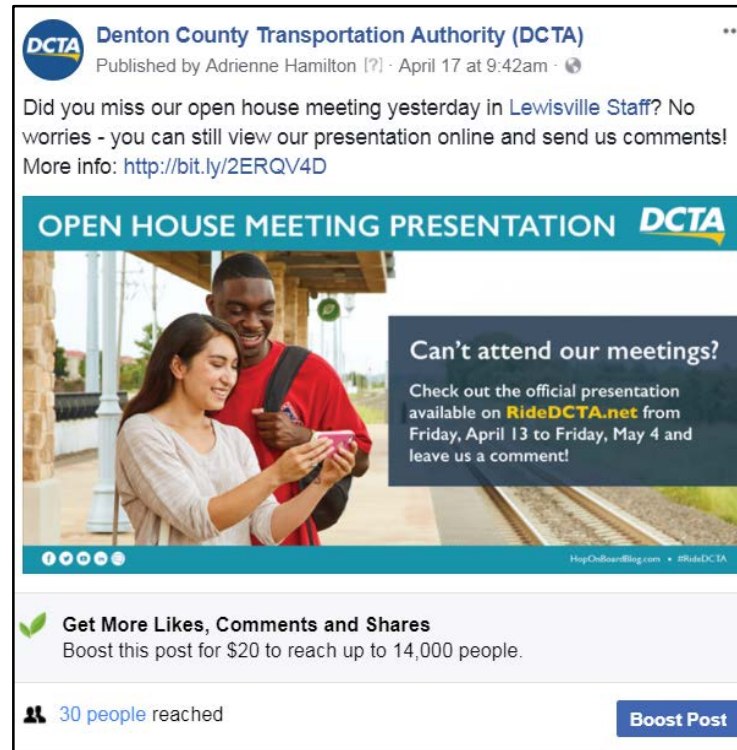 DCTA
Denton County Transportation Authority (DCTA)
Published by Adrienne Hamilton [?] · April 17 at 9:42am ·
Did you miss our open house meeting yesterday in Lewisville Staff? No
worries - you can still view our presentation online and send us comments!
More info: http://bit.ly/2ERQV4D
OPEN HOUSE MEETING PRESENTATION DCTA
Can't attend our meetings?
Check out the official presentation
available on RideDCTA.net from
Friday, April 13 to Friday, May 4 and
leave us a comment!
HopOnBoardBlog.com • #RideDCTA
Get More Likes, Comments and Shares
Boost this post for $20 to reach up to 14,000 people.
30 people reached
Boost Post